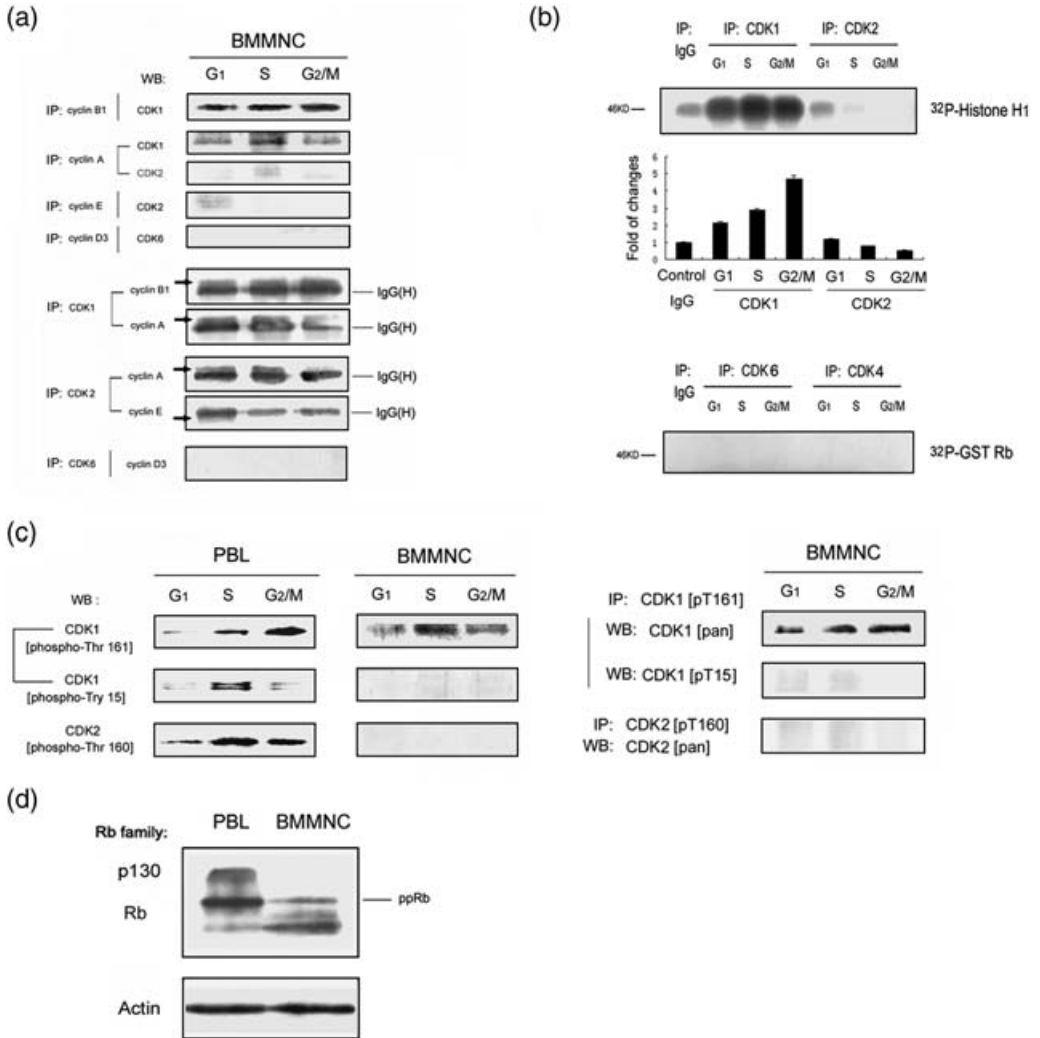 (a)
BMMNC
WB: G1 S G2/M
IP: cyclin B1 CDK1
IP: cyclin A CDK1
CDK2
IP: cyclin E CDK2
IP: cyclin D3 CDK6
IP: CDK1 cyclin B1 IgG(H)
cyclin A IgG(H)
IP: CDK2 cyclin A IgG(H)
cyclin E IgG(H)
IP: CDK6 cyclin D3
(b)
IP: IP: CDK1 IP: CDK2
IgG G1 S G2/M G1 S G2/M
46KD 32P-Histone H1
Fold of changes
6
5
4
3
2
1
0
Control G1 S G2/M G1 S G2/M
IgG CDK1 CDK2
IP: IP: CDK6 IP: CDK4
IgG G1 S G2/M G1 S G2/M
46KD 32P-GST Rb
(c)
PBL BMMNC
WB : G1 S G2/M G1 S G2/M
CDK1
[phospho-Thr 161]
CDK1
[phospho-Try 15]
CDK2
[phospho-Thr 160]
BMMNC
G1 S G2/M
IP: CDK1 [pT161]
WB: CDK1 [pan]
WB: CDK1 [pT15]
IP: CDK2 [pT160]
WB: CDK2 [pan]
(d)
PBL BMMNC
Rb family:
p130
ppRb
Rb
Actin